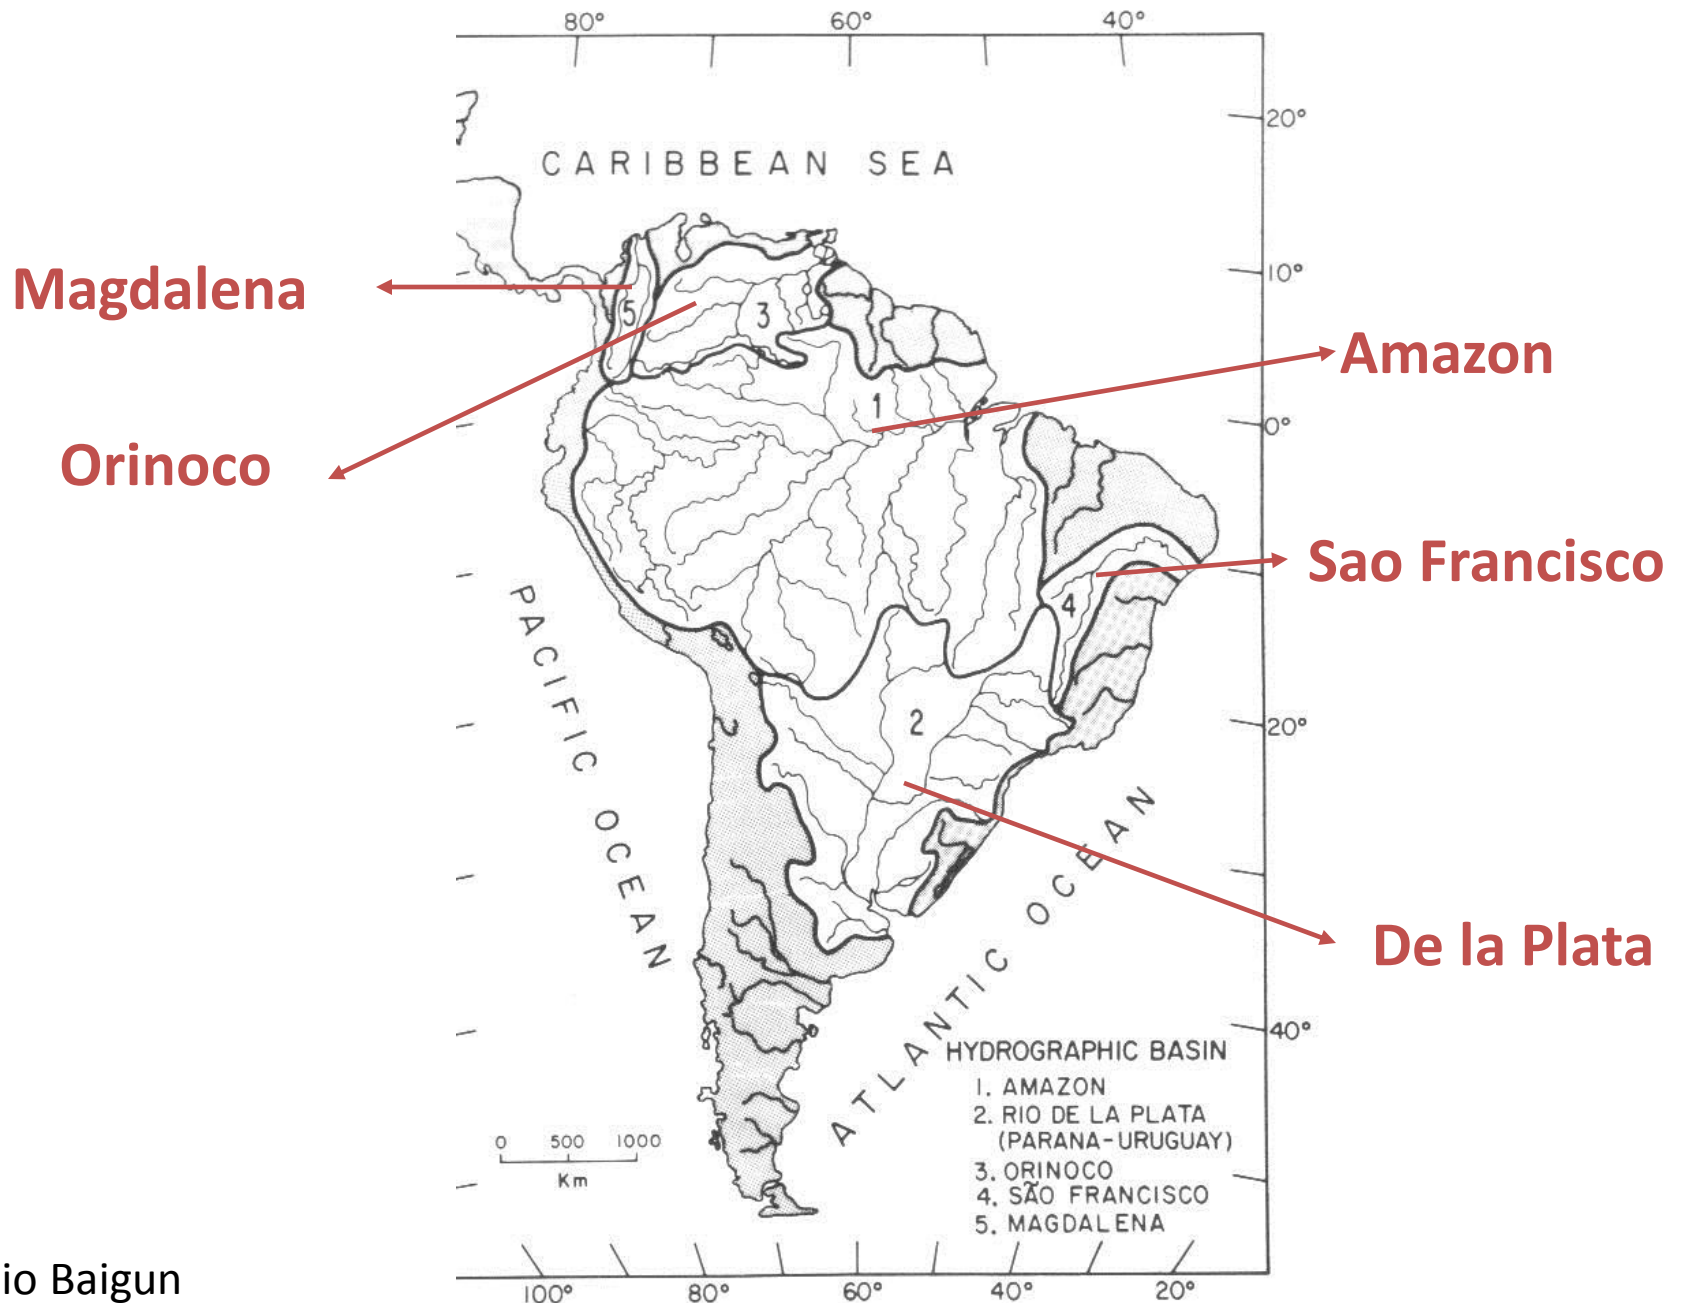 80° 60° 40°
20°
CARIBBEAN SEA
10°
Magdalena
5
3
Amazon
1
0°
Orinoco
Sao Francisco
4
PACIFIC OCEAN
2
20°
ATLANTIC OCEAN
De la Plata
40°
HYDROGRAPHIC BASIN
1. AMAZON
2. RIO DE LA PLATA
(PARANA-URUGUAY)
3. ORINOCO
4. SÃO FRANCISCO
5. MAGDALENA
0 500 1000
Km
io Baigun
100° 80° 60° 40° 20°